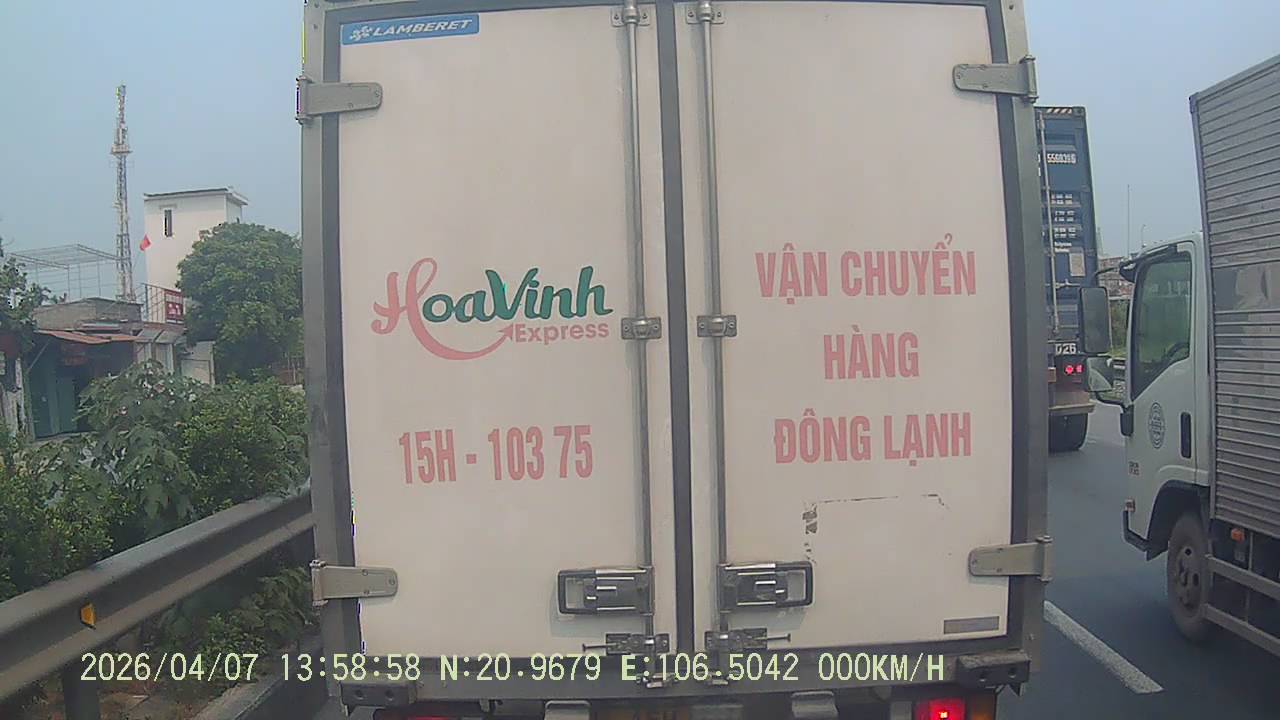 LAMBERET
HoaVinh
Express
15H - 103 75
VẬN CHUYỂN
HÀNG
ĐÔNG LẠNH
2026/04/07 13:58:58 N:20.9679 E:106.5042 000KM/H